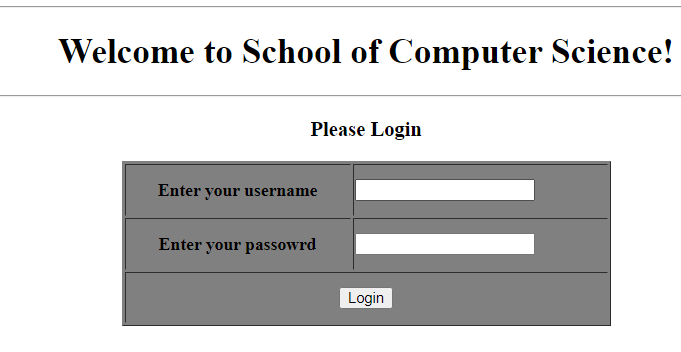 Welcome to School of Computer Science!
Please Login
Enter your username
Enter your passowrd
Login